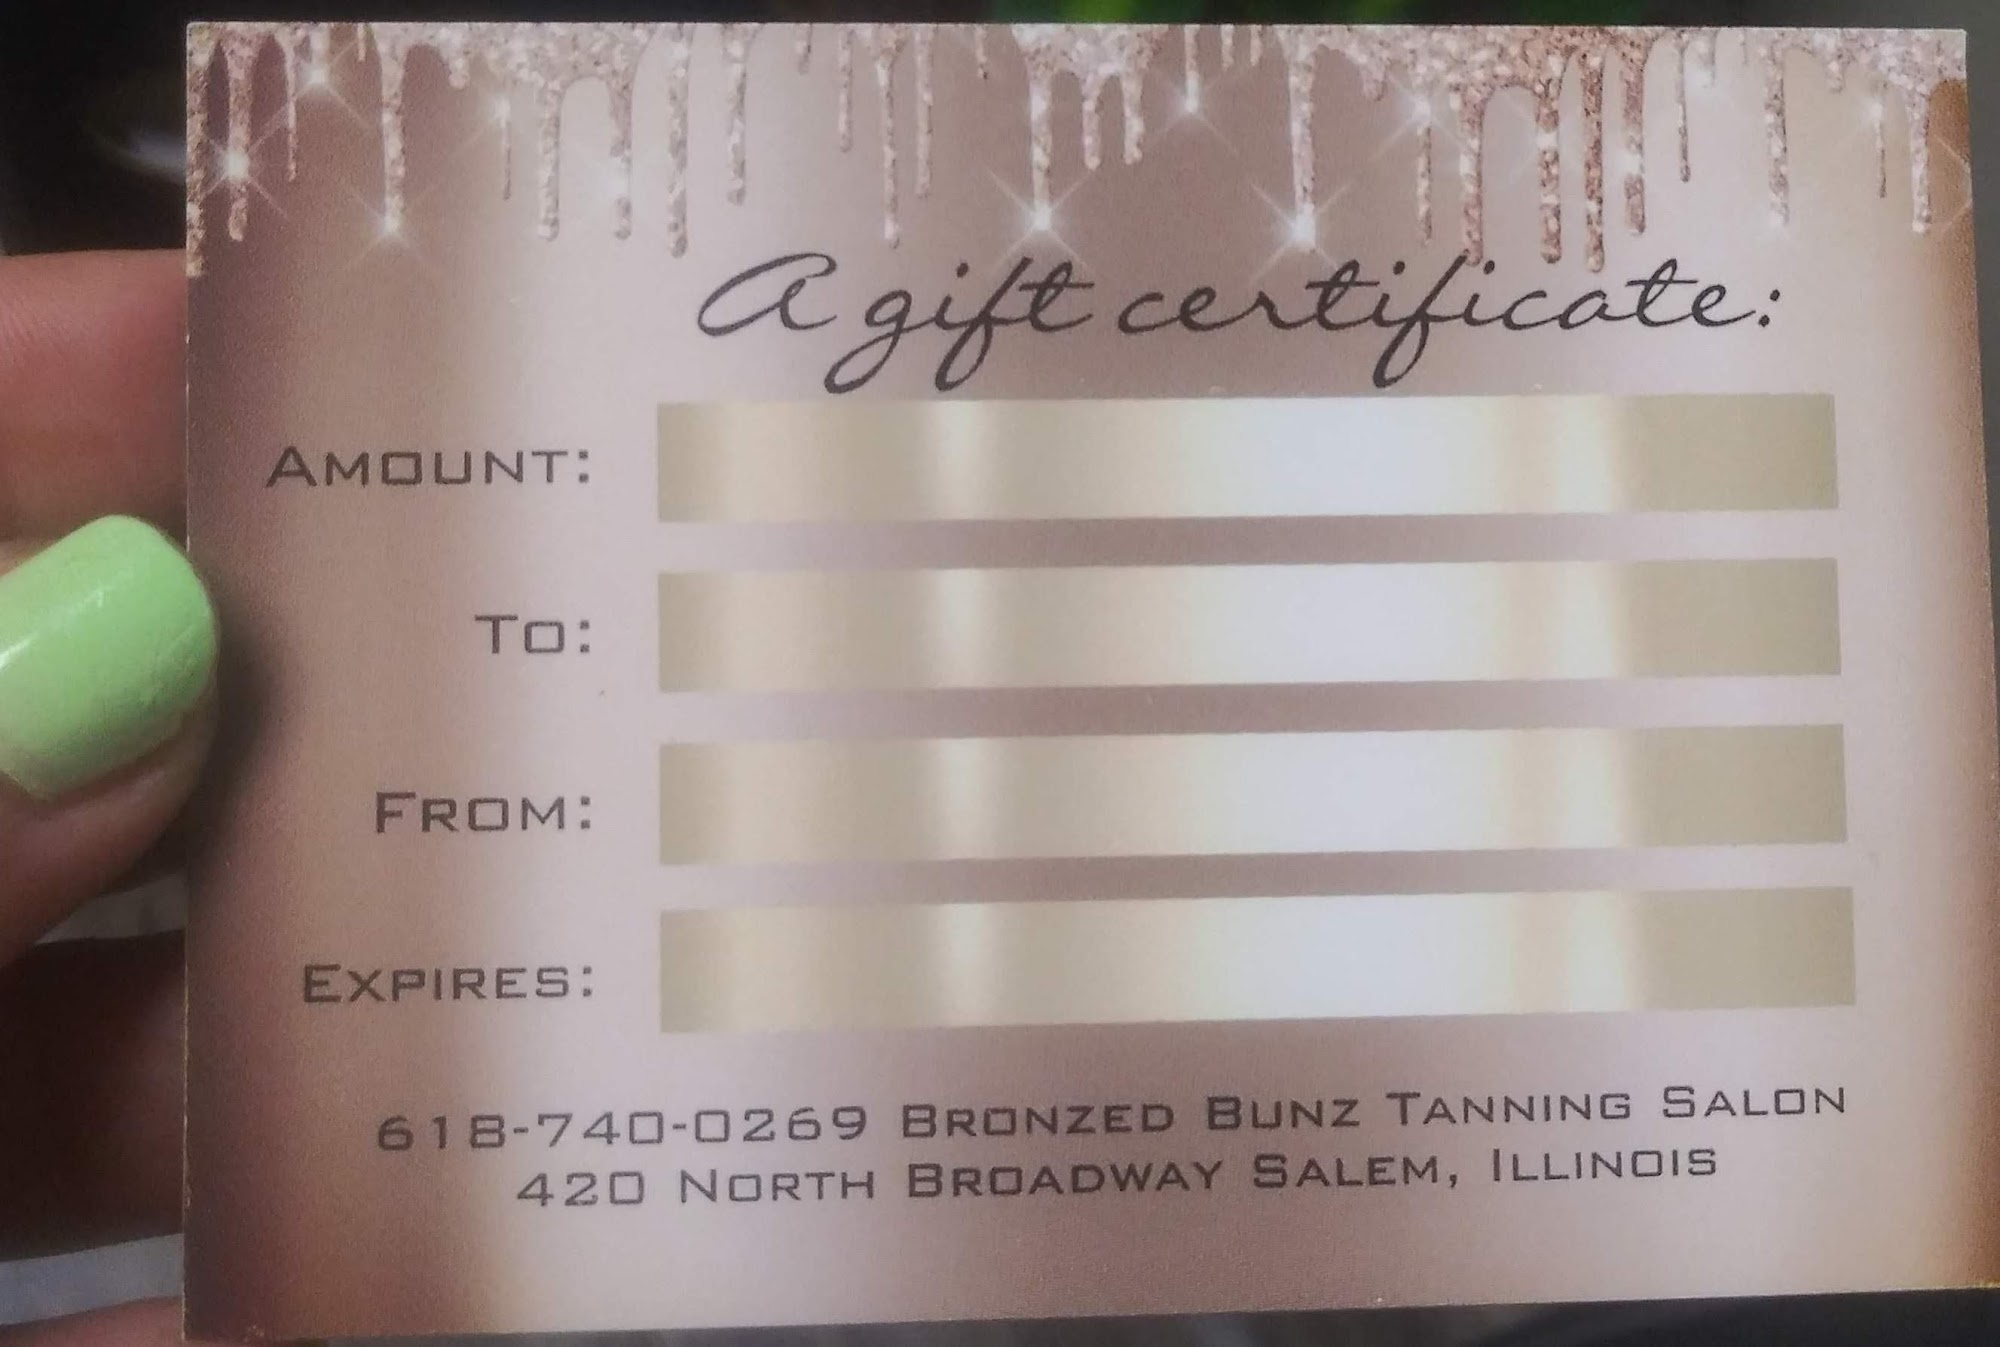 A gift certificate:
Amount:
To:
From:
Expires:
618-740-0269 Bronzed Bunz Tanning Salon
420 North Broadway Salem, Illinois